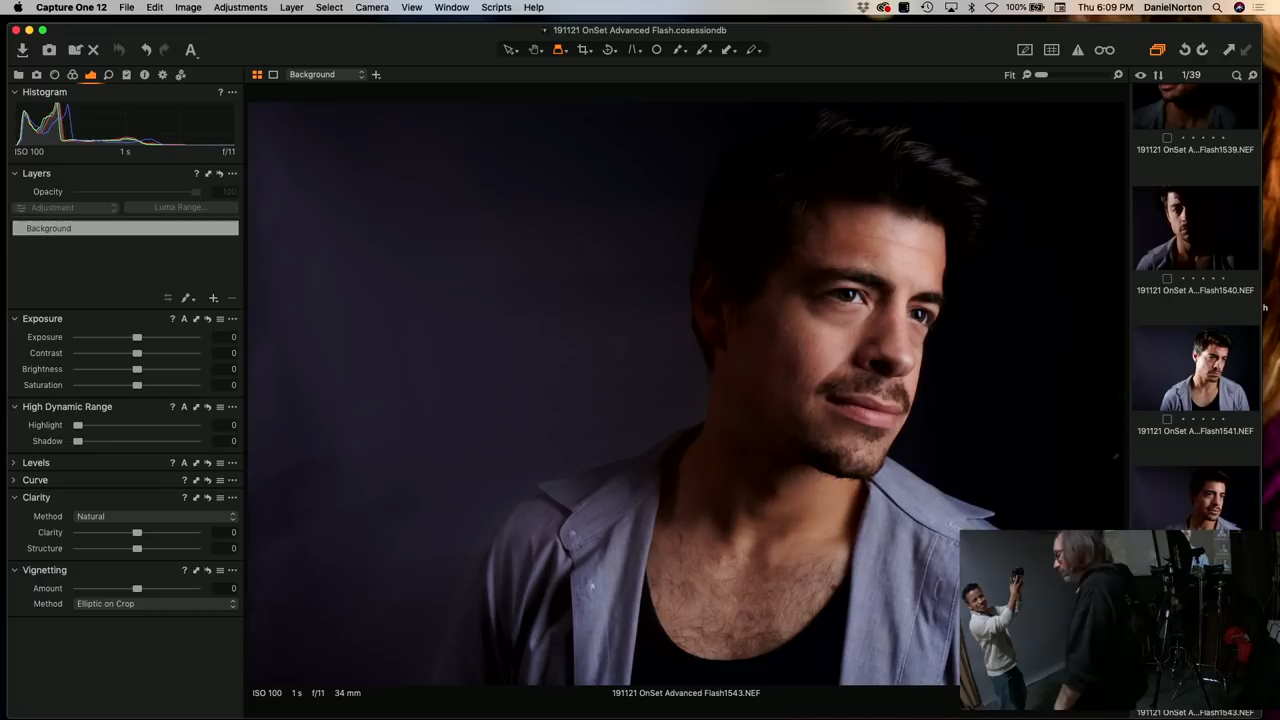 Capture One 12 File Edit Image Adjustments Layer Select Camera View Window Scripts Help 100% Thu 6:09 PM DanielNorton
191121 OnSet Advanced Flash.cosessiondb
A
Background
Fit
1/39
Histogram ?
ISO 100 1 s f/11
Layers ?
Opacity 100
Adjustment Luma Range...
Background
Exposure ? A
Exposure 0
Contrast 0
Brightness 0
Saturation 0
High Dynamic Range ? A
Highlight 0
Shadow 0
Levels ? A
Curve ? A
Clarity ? A
Method Natural
Clarity 0
Structure 0
Vignetting ? A
Amount 0
Method Elliptic on Crop
ISO 100 1 s f/11 34 mm
191121 OnSet Advanced Flash1543.NEF
191121 OnSet A...Flash1539.NEF
191121 OnSet A...Flash1540.NEF
h
191121 OnSet A...Flash1541.NEF
191121 OnSet A...Flash1543.NEF